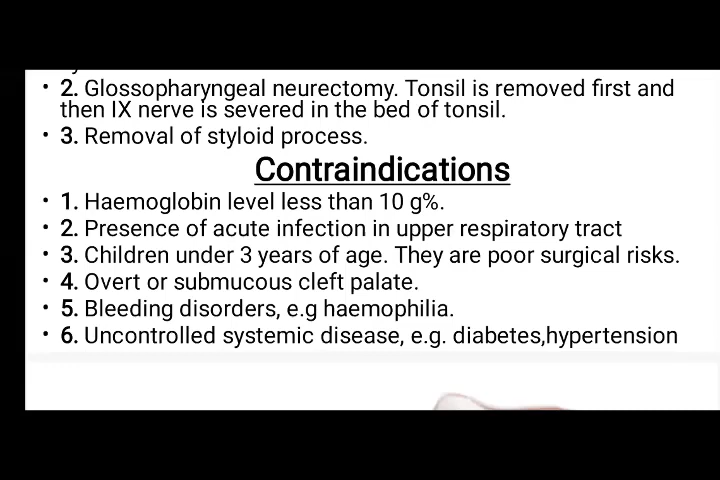 • 2. Glossopharyngeal neurectomy. Tonsil is removed first and
then IX nerve is severed in the bed of tonsil.
• 3. Removal of styloid process.
Contraindications
• 1. Haemoglobin level less than 10 g%.
• 2. Presence of acute infection in upper respiratory tract
• 3. Children under 3 years of age. They are poor surgical risks.
• 4. Overt or submucous cleft palate.
• 5. Bleeding disorders, e.g haemophilia.
• 6. Uncontrolled systemic disease, e.g. diabetes,hypertension